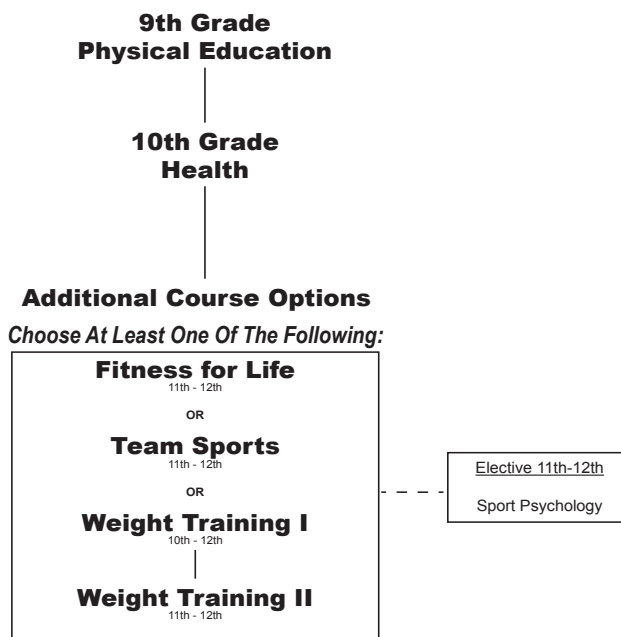 9th Grade
Physical Education
10th Grade
Health
Additional Course Options
Choose At Least One Of The Following:
Fitness for Life
11th - 12th
OR
Team Sports
11th - 12th
OR
Weight Training I
10th - 12th
Weight Training II
11th - 12th
Elective 11th-12th
Sport Psychology